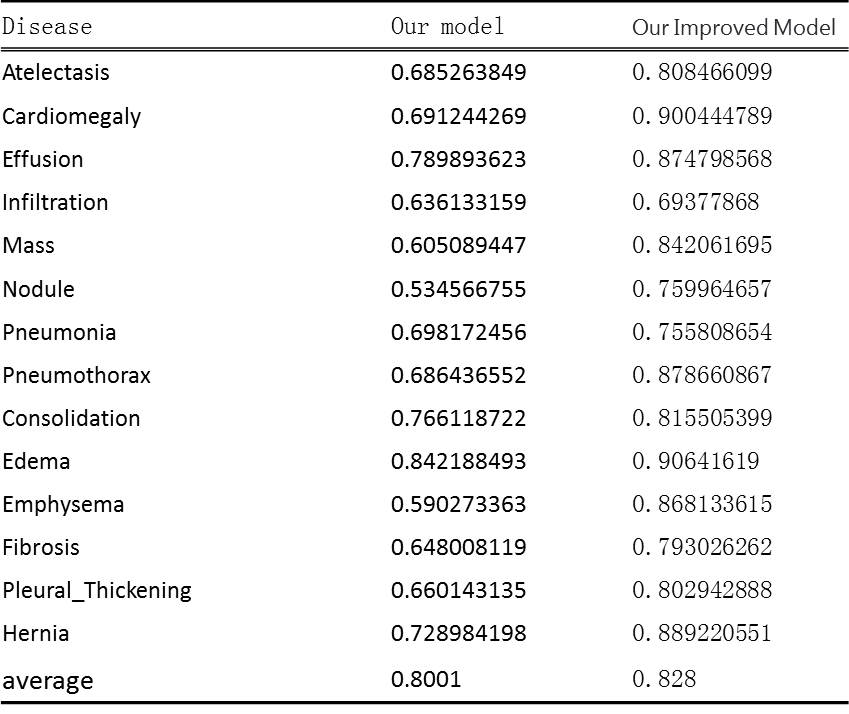 Disease Our model Our Improved Model
Atelectasis 0.685263849 0.808466099
Cardiomegaly 0.691244269 0.900444789
Effusion 0.789893623 0.874798568
Infiltration 0.636133159 0.69377868
Mass 0.605089447 0.842061695
Nodule 0.534566755 0.759964657
Pneumonia 0.698172456 0.755808654
Pneumothorax 0.686436552 0.878660867
Consolidation 0.766118722 0.815505399
Edema 0.842188493 0.90641619
Emphysema 0.590273363 0.868133615
Fibrosis 0.648008119 0.793026262
Pleural_Thickening 0.660143135 0.802942888
Hernia 0.728984198 0.889220551
average 0.8001 0.828